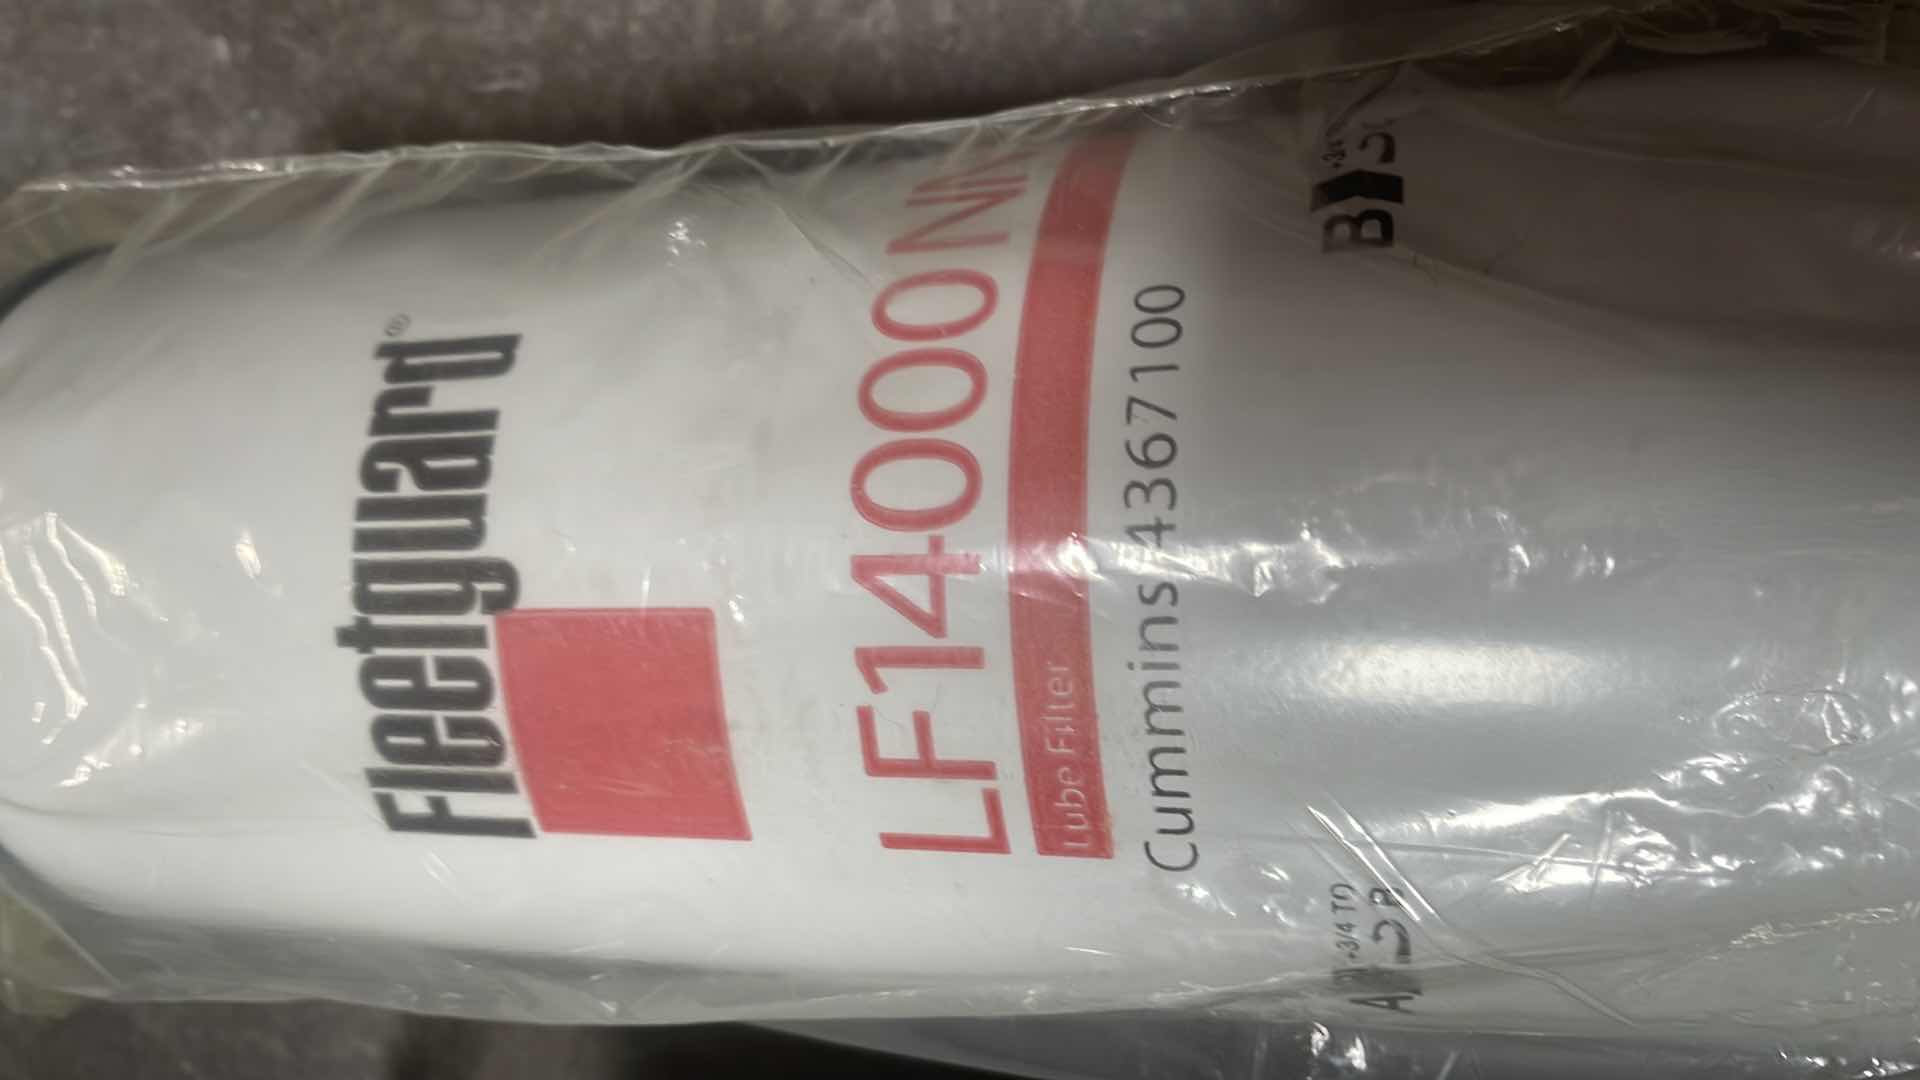 Fleetguard®
LF14000NN
Lube Filter
Cummins 4367100
A
B